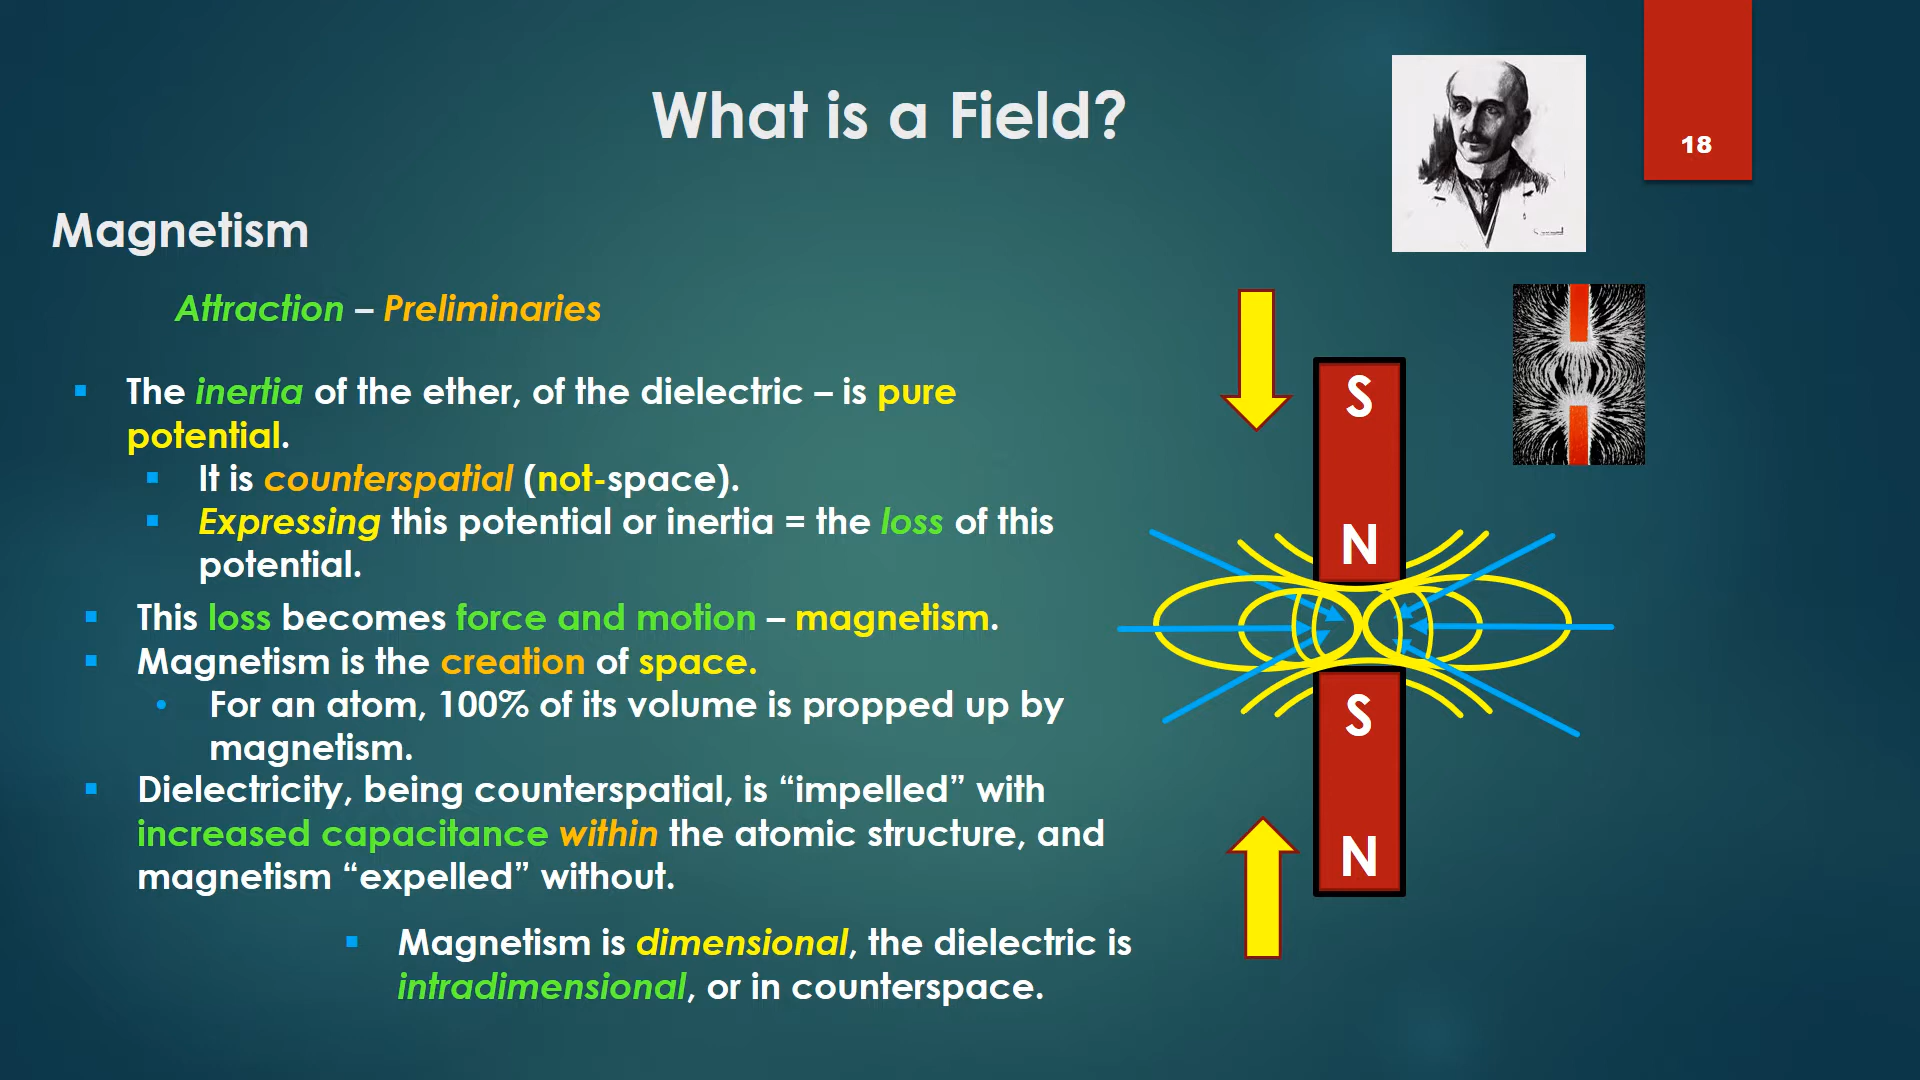 What is a Field?
18
Magnetism
Attraction – Preliminaries
The inertia of the ether, of the dielectric – is pure
potential.
It is counterspatial (not-space).
Expressing this potential or inertia = the loss of this
potential.
This loss becomes force and motion – magnetism.
Magnetism is the creation of space.
For an atom, 100% of its volume is propped up by
magnetism.
Dielectricity, being counterspatial, is “impelled” with
increased capacitance within the atomic structure, and
magnetism “expelled” without.
Magnetism is dimensional, the dielectric is
intradimensional, or in counterspace.
S
N
S
N